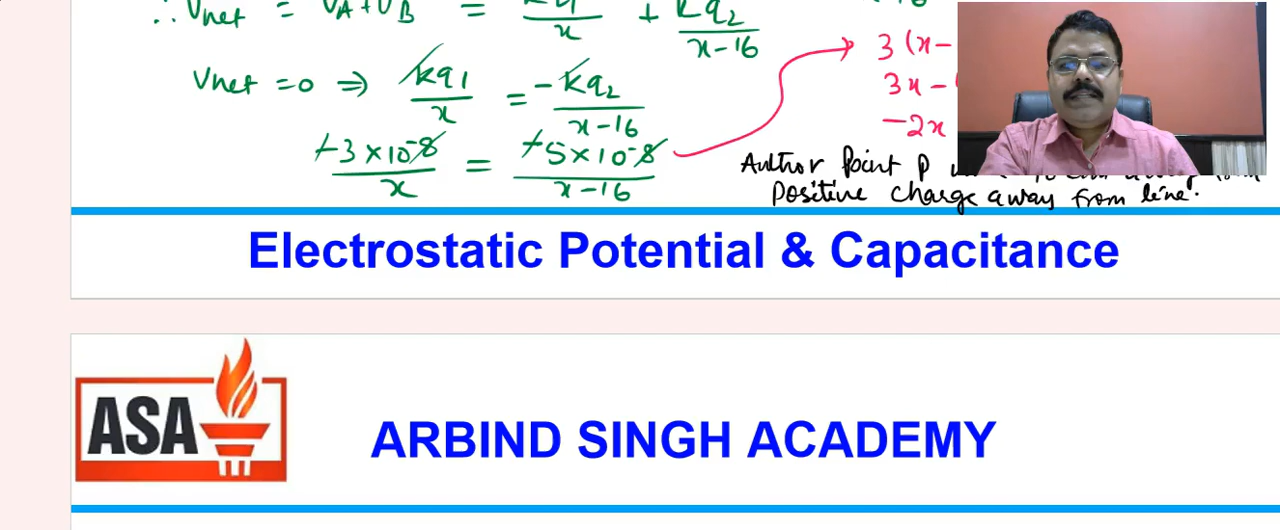 ∴ Vnet = VA + VB = kq1/x + kq2/(x-16)
Vnet = 0 ⇒ kq1/x = -kq2/(x-16)
+3×10^-8/x = +5×10^-8/(x-16)
3(x-
3x-
-2x
Another Point P
Positive charge away from line.
Electrostatic Potential & Capacitance
ASA
ARBIND SINGH ACADEMY